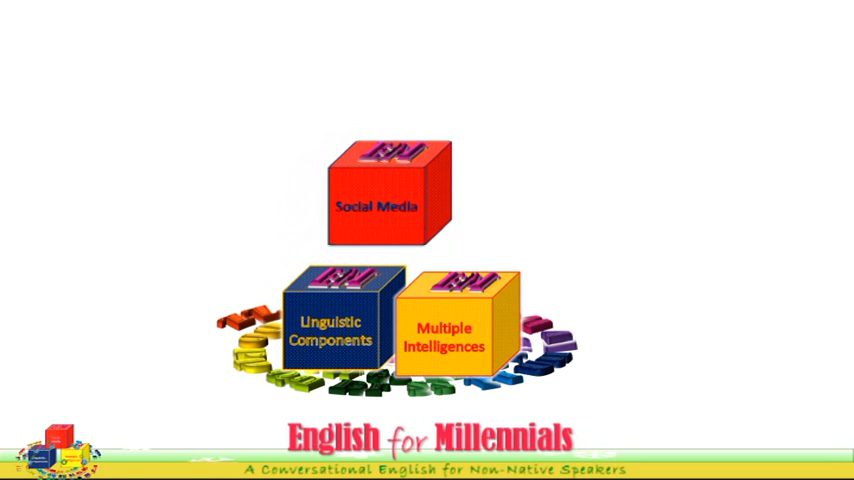 EM
Social Media
EM
EM
Linguistic
Components
Multiple
Intelligences
English for Millennials
A Conversational English for Non-Native Speakers